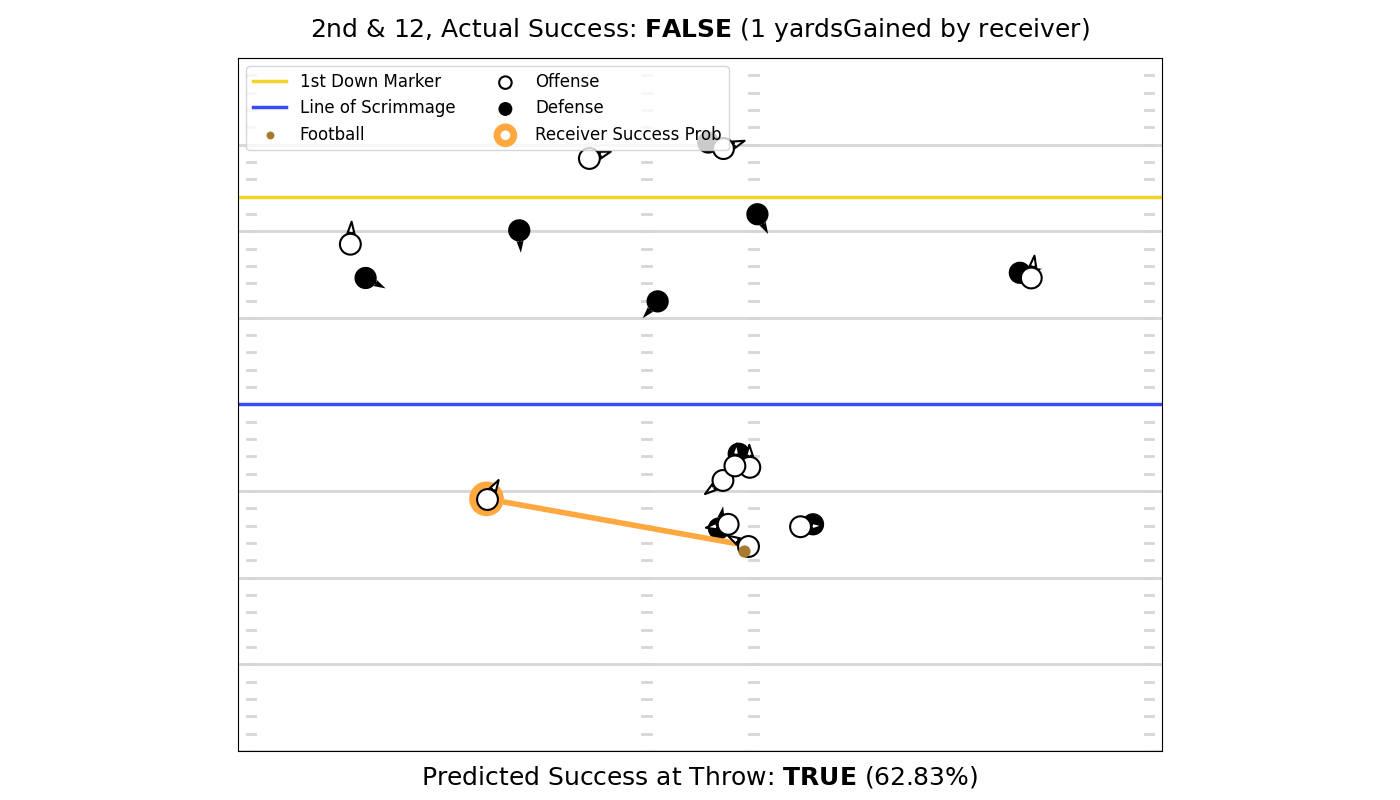 2nd & 12, Actual Success: FALSE (1 yardsGained by receiver)
1st Down Marker
Line of Scrimmage
Football
Offense
Defense
Receiver Success Prob
Predicted Success at Throw: TRUE (62.83%)